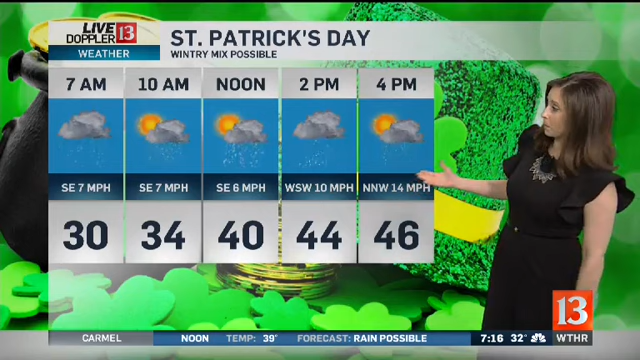 LIVE
DOPPLER 13
WEATHER
ST. PATRICK'S DAY
WINTRY MIX POSSIBLE
7 AM 10 AM NOON 2 PM 4 PM
SE 7 MPH SE 7 MPH SE 6 MPH WSW 10 MPH NNW 14 MPH
30 34 40 44 46
13
CARMEL NOON TEMP: 39° FORECAST: RAIN POSSIBLE 7:16 32° WTHR